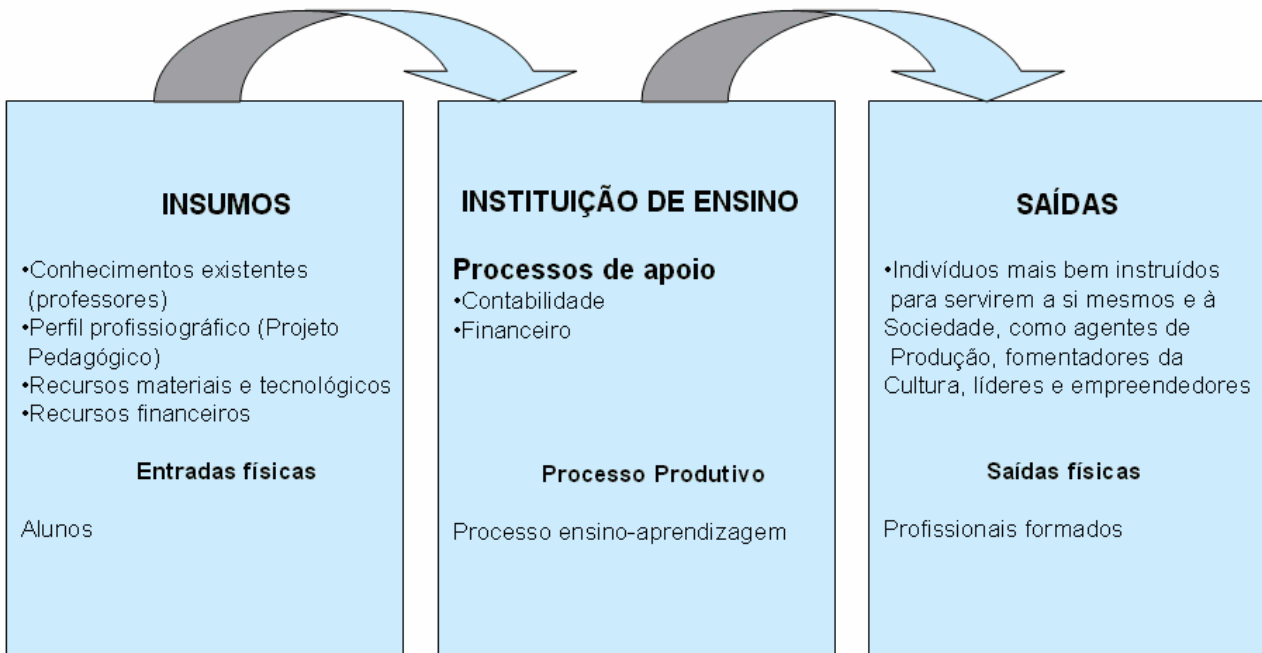 INSUMOS
•Conhecimentos existentes
(professores)
•Perfil profissiográfico (Projeto
Pedagógico)
•Recursos materiais e tecnológicos
•Recursos financeiros
Entradas físicas
Alunos
INSTITUIÇÃO DE ENSINO
Processos de apoio
•Contabilidade
•Financeiro
Processo Produtivo
Processo ensino-aprendizagem
SAÍDAS
•Indivíduos mais bem instruídos
para servirem a si mesmos e à
Sociedade, como agentes de
Produção, fomentadores da
Cultura, líderes e empreendedores
Saídas físicas
Profissionais formados